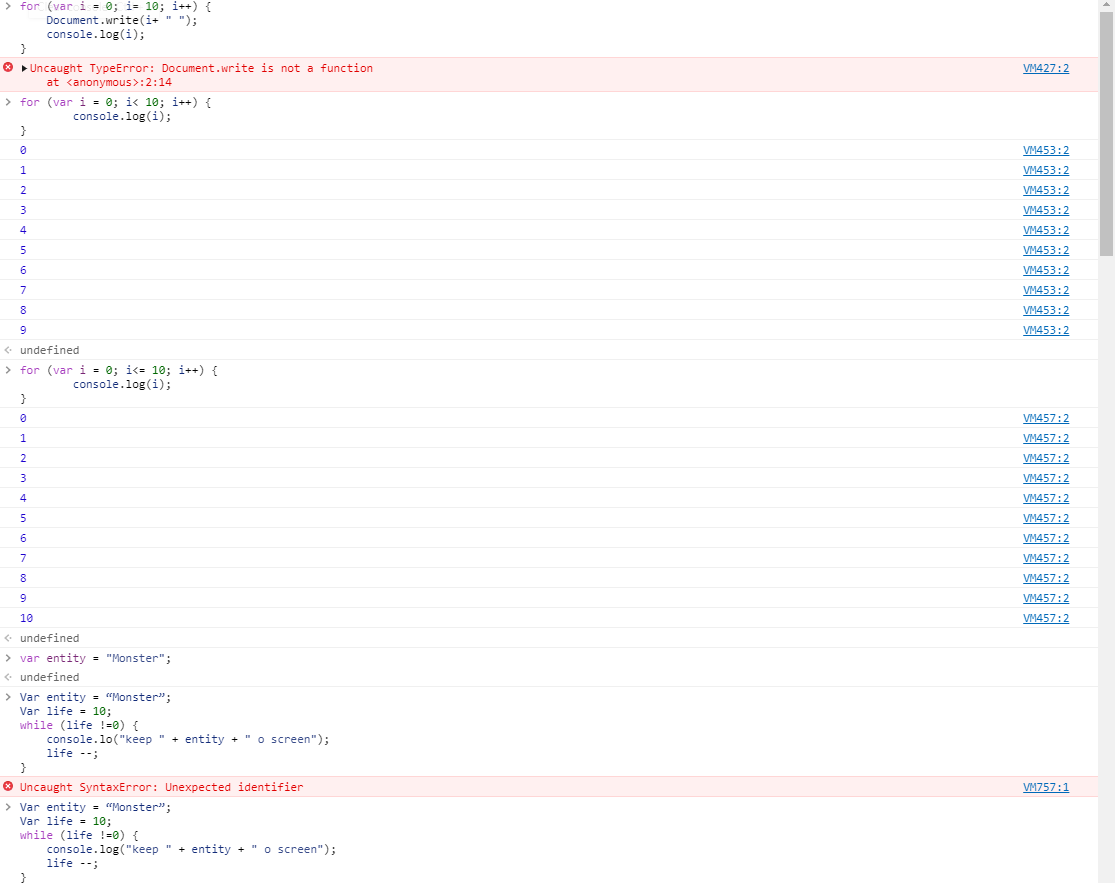 for (var i = 0; i= 10; i++) {
    Document.write(i+ " ");
    console.log(i);
}
Uncaught TypeError: Document.write is not a function VM427:2
    at <anonymous>:2:14
for (var i = 0; i< 10; i++) {
        console.log(i);
}
0 VM453:2
1 VM453:2
2 VM453:2
3 VM453:2
4 VM453:2
5 VM453:2
6 VM453:2
7 VM453:2
8 VM453:2
9 VM453:2
undefined
for (var i = 0; i<= 10; i++) {
        console.log(i);
}
0 VM457:2
1 VM457:2
2 VM457:2
3 VM457:2
4 VM457:2
5 VM457:2
6 VM457:2
7 VM457:2
8 VM457:2
9 VM457:2
10 VM457:2
undefined
var entity = "Monster";
undefined
Var entity = “Monster”;
Var life = 10;
while (life !=0) {
    console.lo("keep " + entity + " o screen");
    life --;
}
Uncaught SyntaxError: Unexpected identifier VM757:1
Var entity = “Monster”;
Var life = 10;
while (life !=0) {
    console.log("keep " + entity + " o screen");
    life --;
}